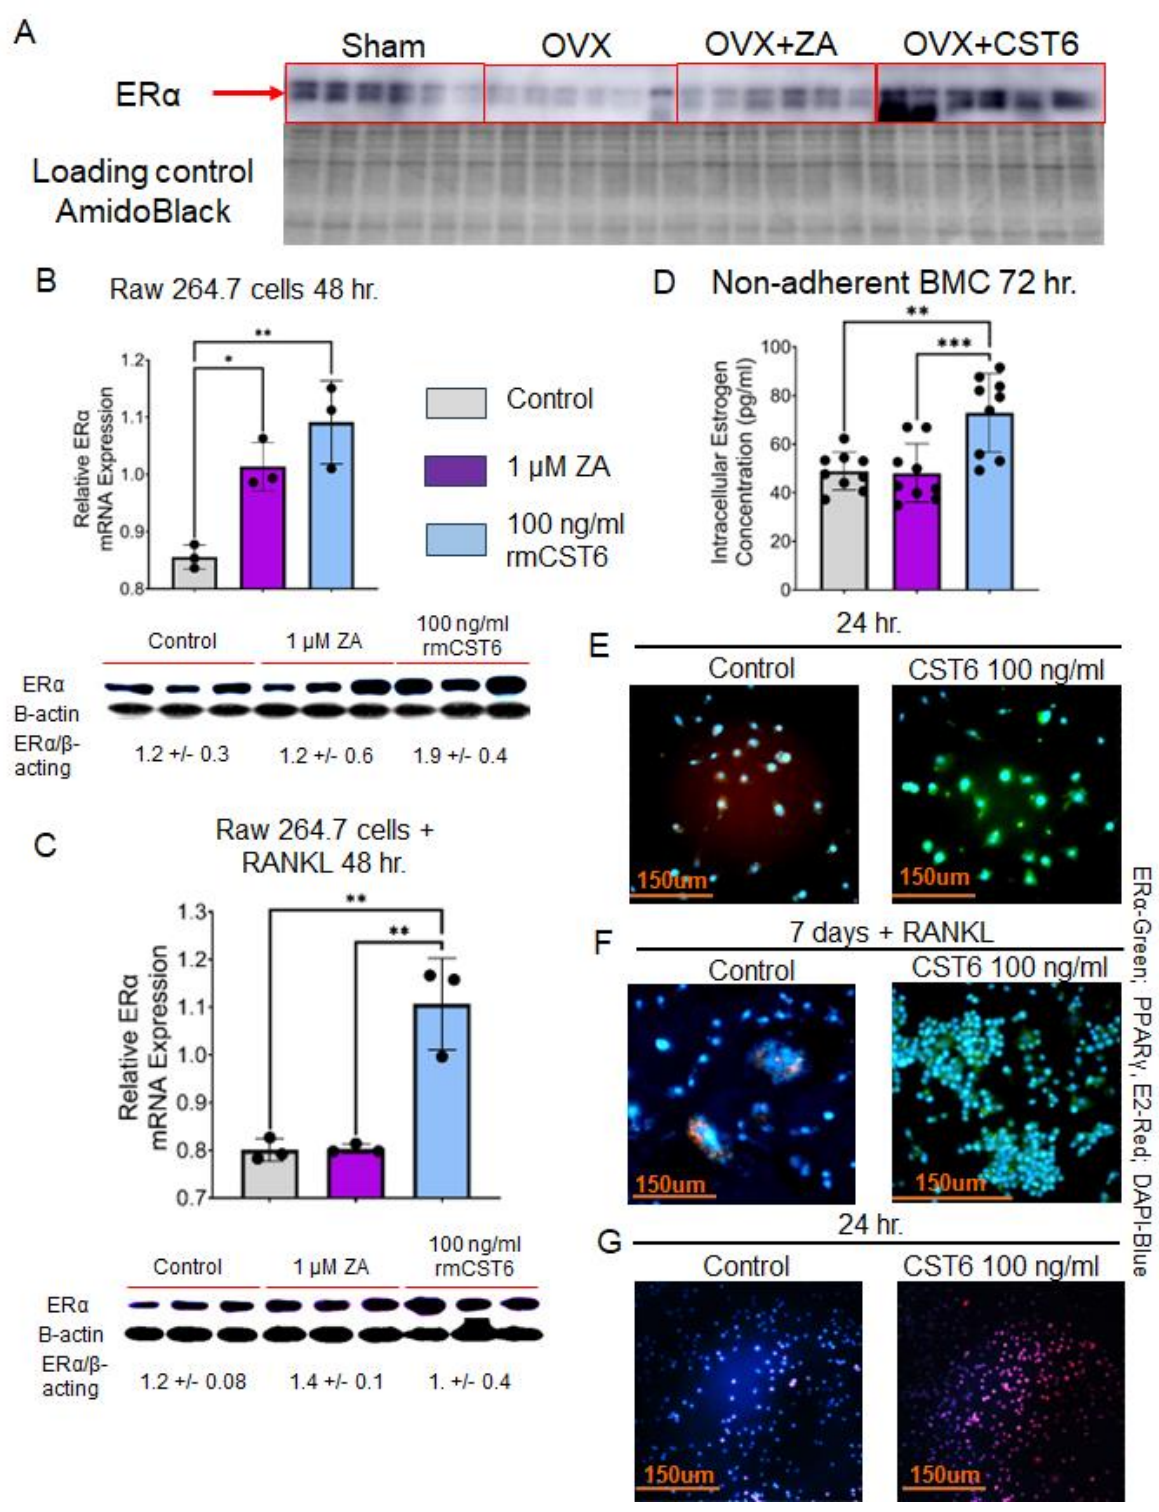 A
Sham OVX OVX+ZA OVX+CST6
ERα
Loading control
AmidoBlack
B
Raw 264.7 cells 48 hr.
**
*
1.2
1.1
1.0
0.9
0.8
Relative ERα
mRNA Expression
Control
1 µM ZA
100 ng/ml
rmCST6
Control 1 µM ZA 100 ng/ml
rmCST6
ERα
B-actin
ERα/β-
acting
1.2 +/- 0.3 1.2 +/- 0.6 1.9 +/- 0.4
C
Raw 264.7 cells +
RANKL 48 hr.
**
**
1.3
1.2
1.1
1.0
0.9
0.8
0.7
Relative ERα
mRNA Expression
Control 1 µM ZA 100 ng/ml
rmCST6
ERα
B-actin
ERα/β-
acting
1.2 +/- 0.08 1.4 +/- 0.1 1. +/- 0.4
D Non-adherent BMC 72 hr.
**
***
100
80
60
40
20
0
Intracellular Estrogen
Concentration (pg/ml)
E
24 hr.
Control CST6 100 ng/ml
150um 150um
F
7 days + RANKL
Control CST6 100 ng/ml
150um 150um
G
24 hr.
Control CST6 100 ng/ml
150um 150um
ERα-Green; PPARγ, E2-Red; DAPI-Blue